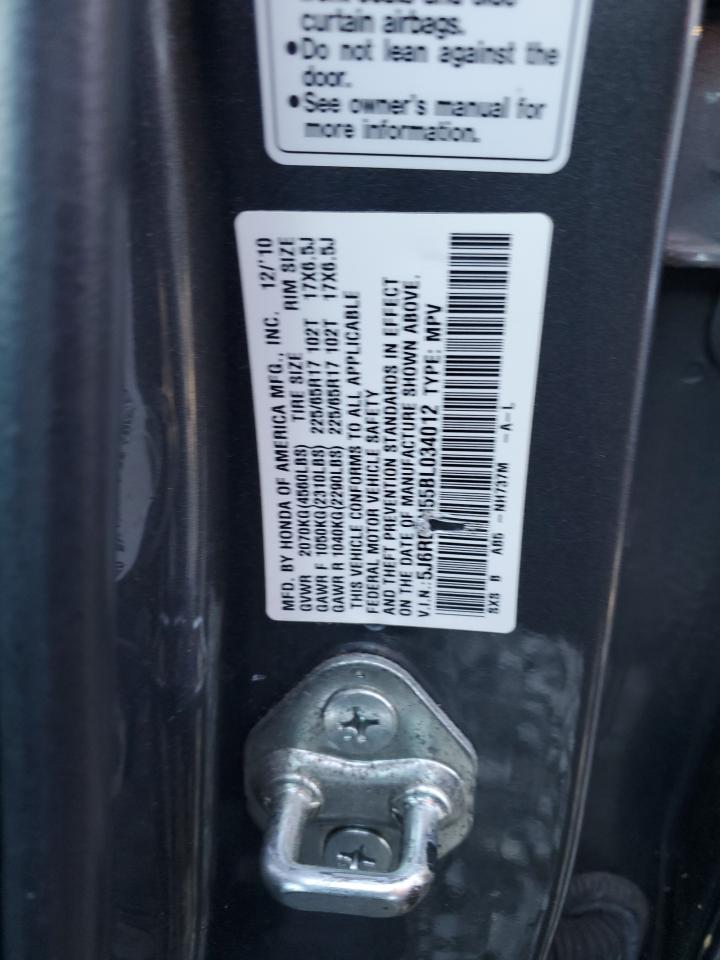 curtain airbags.
•Do not lean against the
door.
•See owner's manual for
more information.
MFD. BY HONDA OF AMERICA MFG., INC. 12/'10
TIRE SIZE RIM SIZE
GVWR 2070KG(4560LBS)
GAWR F 1050KG(2310LBS) 225/65R17 102T 17X6.5J
GAWR R 1040KG(2290LBS) 225/65R17 102T 17X6.5J
THIS VEHICLE CONFORMS TO ALL APPLICABLE
FEDERAL MOTOR VEHICLE SAFETY
AND THEFT PREVENTION STANDARDS IN EFFECT
ON THE DATE OF MANUFACTURE SHOWN ABOVE.
V.I.N.: TYPE: MPV
SXS B A85 - NH737M - A - L